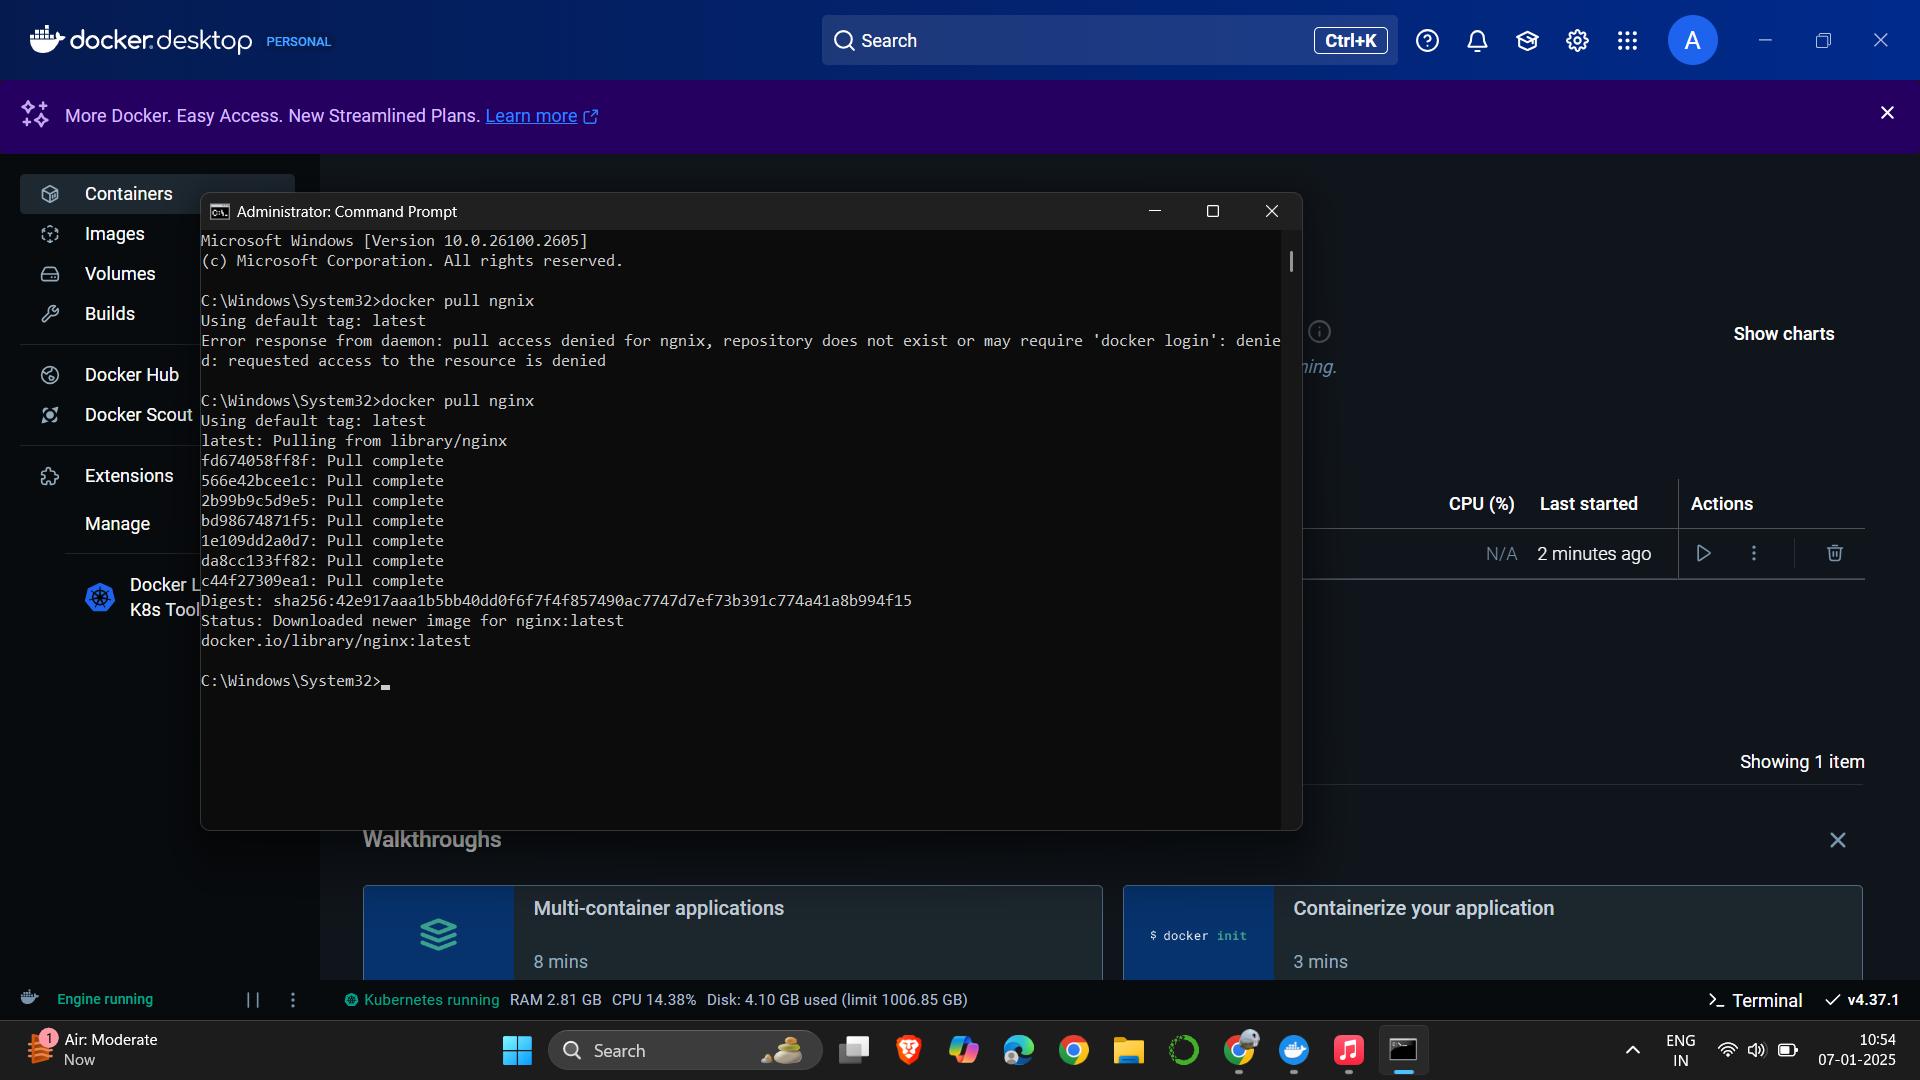 docker.desktop PERSONAL
Search Ctrl+K
A
More Docker. Easy Access. New Streamlined Plans. Learn more
Containers
Images
Volumes
Builds
Docker Hub
Docker Scout
Extensions
Manage
Docker L
K8s Tool
Administrator: Command Prompt
Microsoft Windows [Version 10.0.26100.2605]
(c) Microsoft Corporation. All rights reserved.
C:\Windows\System32>docker pull ngnix
Using default tag: latest
Error response from daemon: pull access denied for ngnix, repository does not exist or may require 'docker login': denie
d: requested access to the resource is denied
C:\Windows\System32>docker pull nginx
Using default tag: latest
latest: Pulling from library/nginx
fd674058ff8f: Pull complete
566e42bcee1c: Pull complete
2b99b9c5d9e5: Pull complete
bd98674871f5: Pull complete
1e109dd2a0d7: Pull complete
da8cc133ff82: Pull complete
c44f27309ea1: Pull complete
Digest: sha256:42e917aaa1b5bb40dd0f6f7f4f857490ac7747d7ef73b391c774a41a8b994f15
Status: Downloaded newer image for nginx:latest
docker.io/library/nginx:latest
C:\Windows\System32>
ning.
Show charts
CPU (%) Last started Actions
N/A 2 minutes ago
Showing 1 item
Walkthroughs
Multi-container applications
8 mins
$ docker init
Containerize your application
3 mins
Engine running
Kubernetes running RAM 2.81 GB CPU 14.38% Disk: 4.10 GB used (limit 1006.85 GB)
Terminal
v4.37.1
1
Air: Moderate
Now
Search
ENG
IN
10:54
07-01-2025